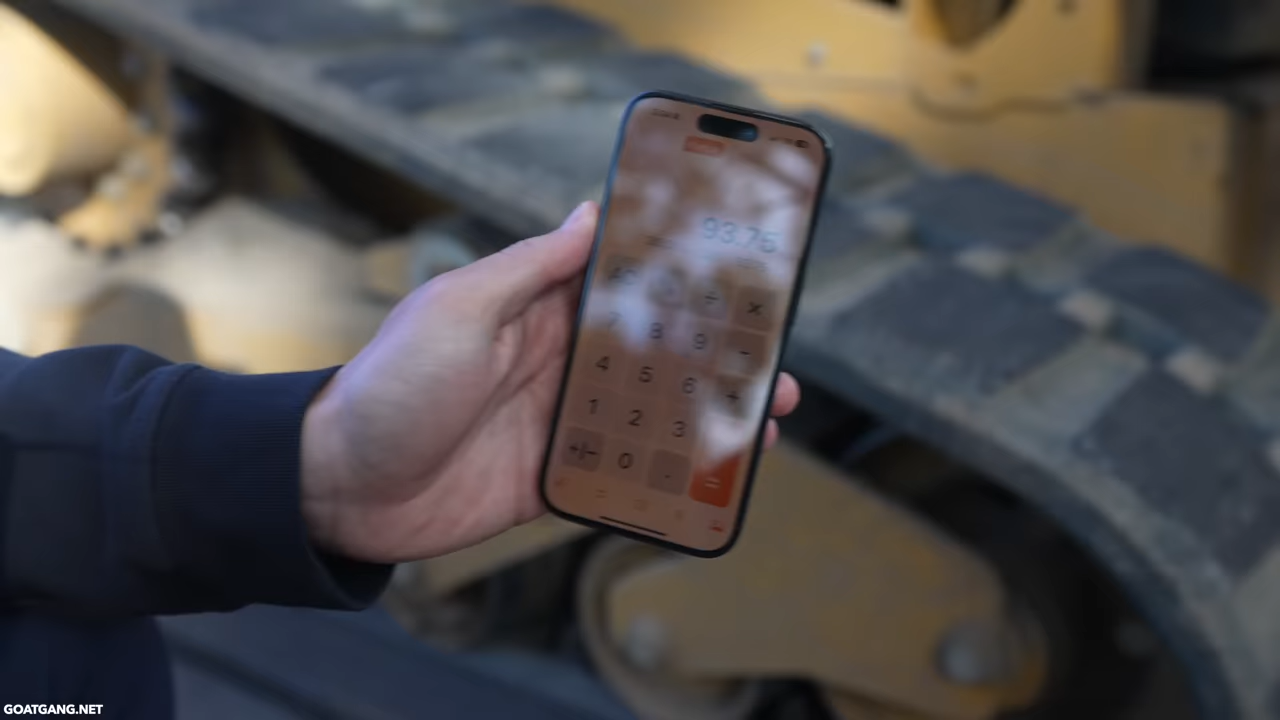 93.75
÷ ×
7 8 9 -
4 5 6 +
1 2 3
+|− 0 . =
GOATGANG.NET